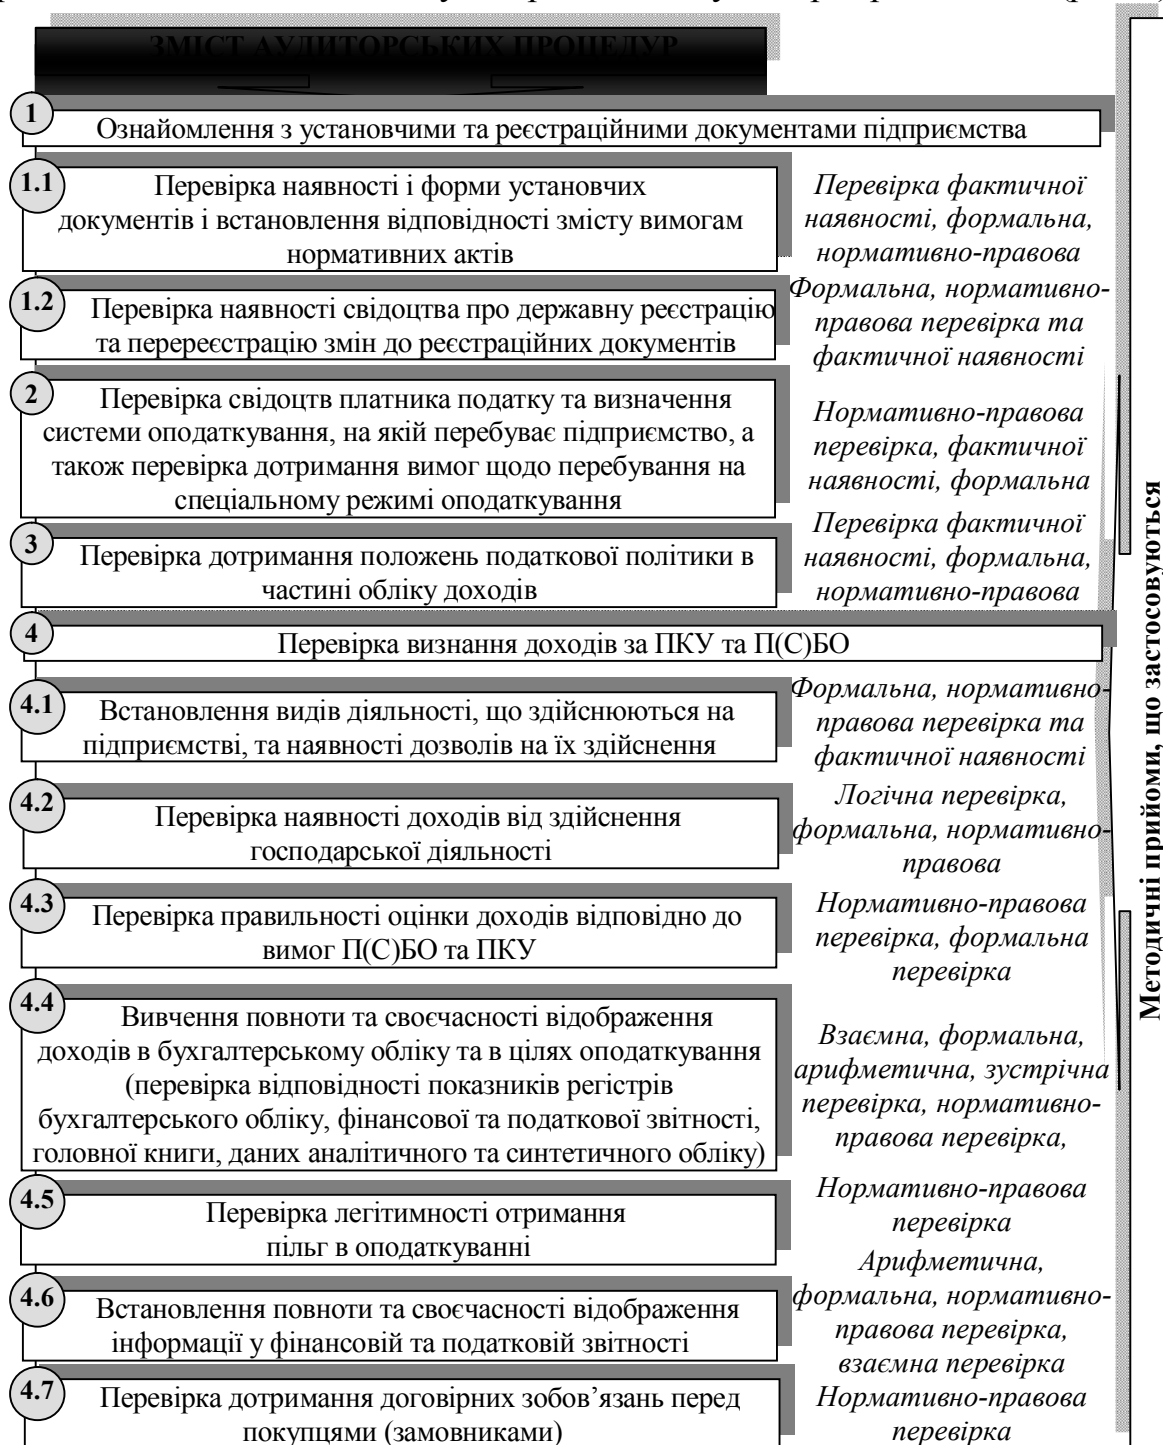 ЗМІСТ АУДИТОРСЬКИХ ПРОЦЕДУР
1
Ознайомлення з установчими та реєстраційними документами підприємства
1.1
Перевірка наявності і форми установчих
документів і встановлення відповідності змісту вимогам
нормативних актів
Перевірка фактичної
наявності, формальна,
нормативно-правова
1.2
Перевірка наявності свідоцтва про державну реєстрацію
та перереєстрацію змін до реєстраційних документів
Формальна, нормативно-
правова перевірка та
фактичної наявності
2
Перевірка свідоцтв платника податку та визначення
системи оподаткування, на якій перебуває підприємство, а
також перевірка дотримання вимог щодо перебування на
спеціальному режимі оподаткування
Нормативно-правова
перевірка, фактичної
наявності, формальна
3
Перевірка дотримання положень податкової політики в
частині обліку доходів
Перевірка фактичної
наявності, формальна,
нормативно-правова
4
Перевірка визнання доходів за ПКУ та П(С)БО
4.1
Встановлення видів діяльності, що здійснюються на
підприємстві, та наявності дозволів на їх здійснення
Формальна, нормативно-
правова перевірка та
фактичної наявності
4.2
Перевірка наявності доходів від здійснення
господарської діяльності
Логічна перевірка,
формальна, нормативно-
правова
4.3
Перевірка правильності оцінки доходів відповідно до
вимог П(С)БО та ПКУ
Нормативно-правова
перевірка, формальна
перевірка
4.4
Вивчення повноти та своєчасності відображення
доходів в бухгалтерському обліку та в цілях оподаткування
(перевірка відповідності показників регістрів
бухгалтерського обліку, фінансової та податкової звітності,
головної книги, даних аналітичного та синтетичного обліку)
Взаємна, формальна,
арифметична, зустрічна
перевірка, нормативно-
правова перевірка,
4.5
Перевірка легітимності отримання
пільг в оподаткуванні
Нормативно-правова
перевірка
4.6
Встановлення повноти та своєчасності відображення
інформації у фінансовій та податковій звітності
Арифметична,
формальна, нормативно-
правова перевірка,
взаємна перевірка
4.7
Перевірка дотримання договірних зобов’язань перед
покупцями (замовниками)
Нормативно-правова
перевірка
Методичні прийоми, що застосовуються